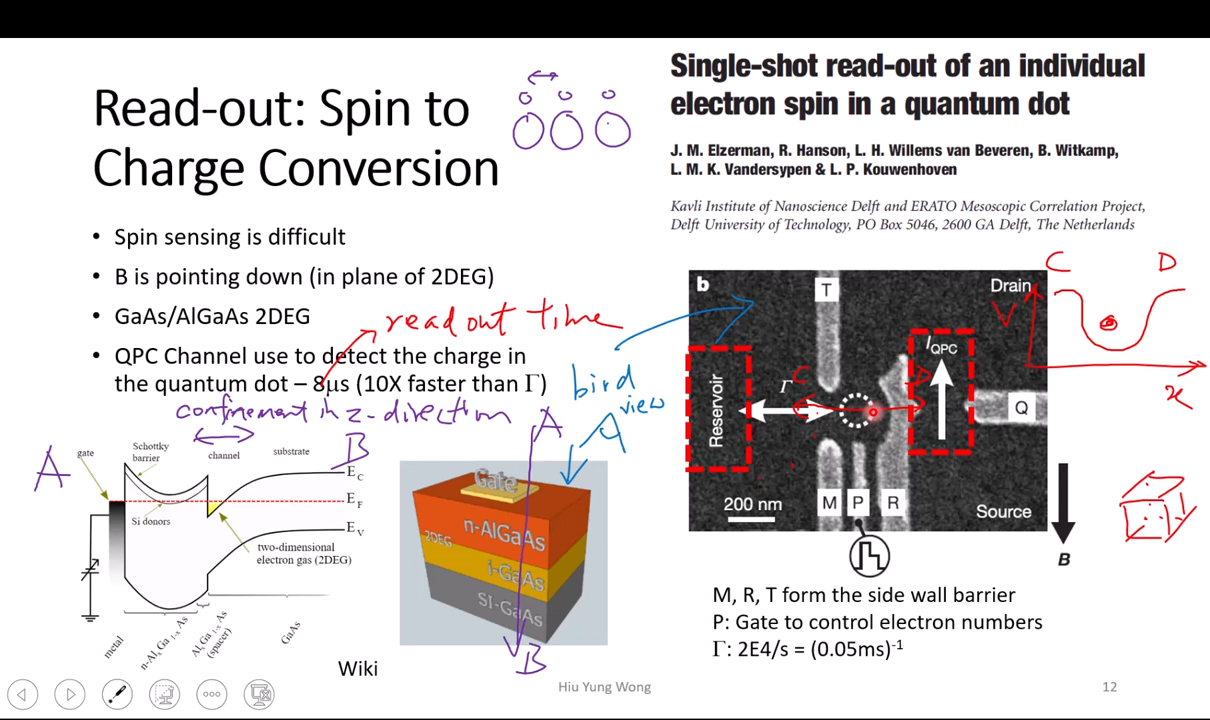 Read-out: Spin to
Charge Conversion
• Spin sensing is difficult
• B is pointing down (in plane of 2DEG)
• GaAs/AlGaAs 2DEG
read out time
• QPC Channel use to detect the charge in
the quantum dot – 8µs (10X faster than Γ)
confinement in z-direction
bird
view
A
B
gate
Schottky
barrier
channel
substrate
E_C
E_F
E_V
Si donors
two-dimensional
electron gas (2DEG)
metal
n-Al_xGa_{1-x}As
Al_xGa_{1-x}As
(spacer)
GaAs
A
Gate
n-AlGaAs
2DEG
i-GaAs
SI-GaAs
B
Wiki
Single-shot read-out of an individual
electron spin in a quantum dot
J. M. Elzerman, R. Hanson, L. H. Willems van Beveren, B. Witkamp,
L. M. K. Vandersypen & L. P. Kouwenhoven
Kavli Institute of Nanoscience Delft and ERATO Mesoscopic Correlation Project,
Delft University of Technology, PO Box 5046, 2600 GA Delft, The Netherlands
C
D
V
x
b
T
Drain
I_QPC
Reservoir
Γ
C
D
Q
200 nm
M
P
R
Source
B
M, R, T form the side wall barrier
P: Gate to control electron numbers
Γ: 2E4/s = (0.05ms)⁻¹
Hiu Yung Wong
12